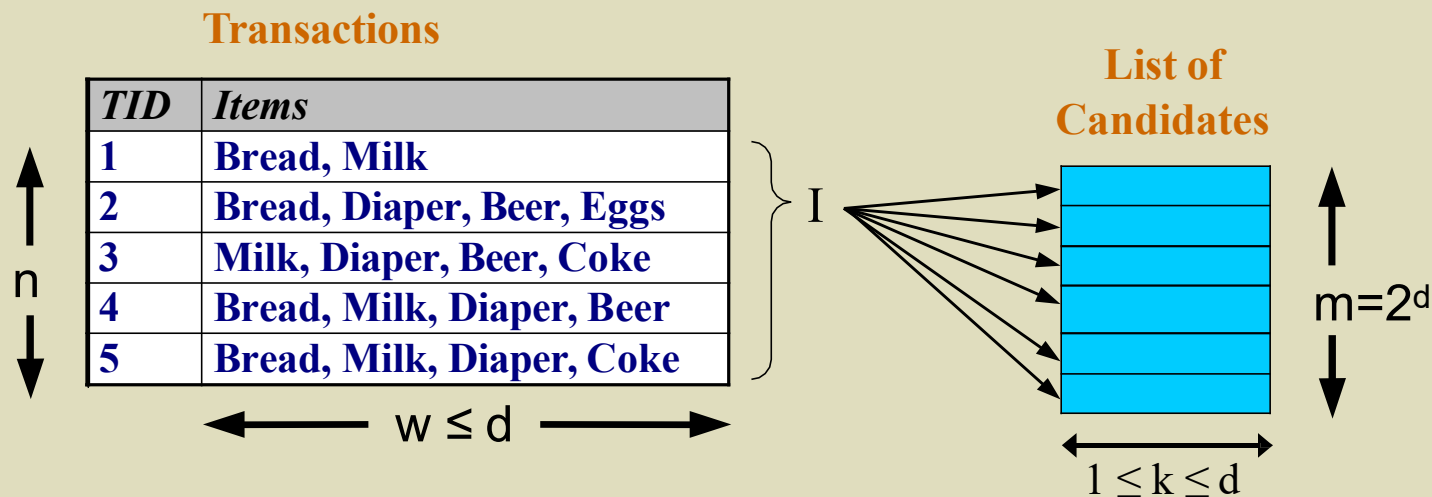 Transactions
TID Items
1 Bread, Milk
2 Bread, Diaper, Beer, Eggs
3 Milk, Diaper, Beer, Coke
4 Bread, Milk, Diaper, Beer
5 Bread, Milk, Diaper, Coke
n
w ≤ d
I
List of
Candidates
m=2ᵈ
1 ≤ k ≤ d